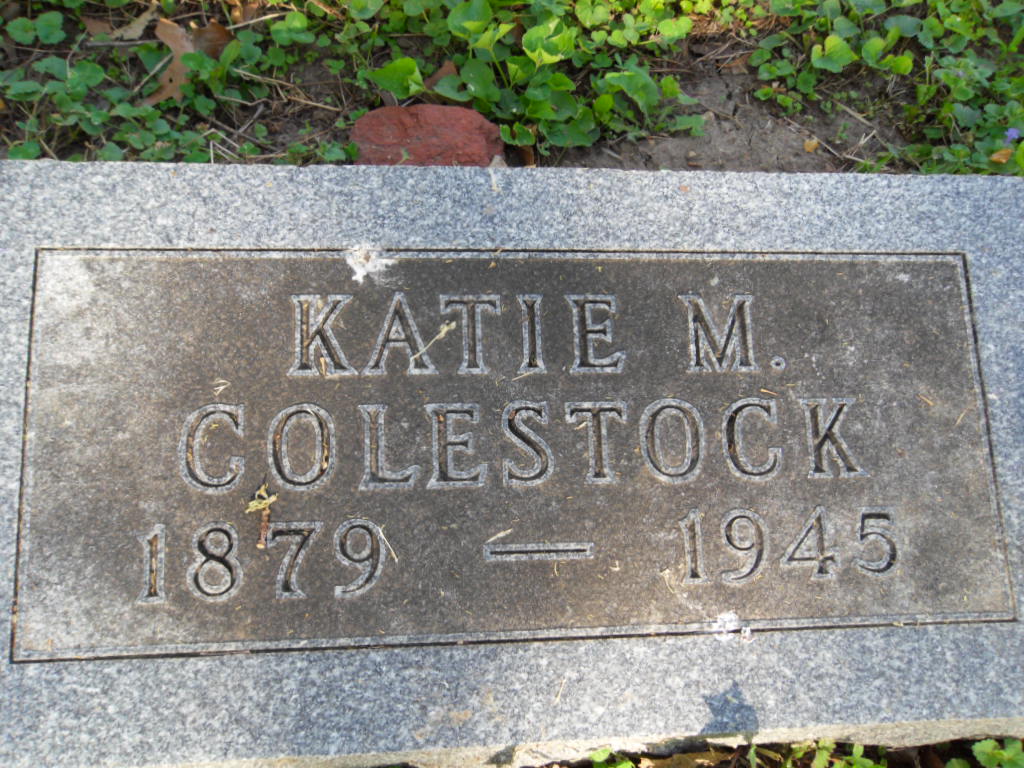 KATIE M.
COLESTOCK
1879 — 1945